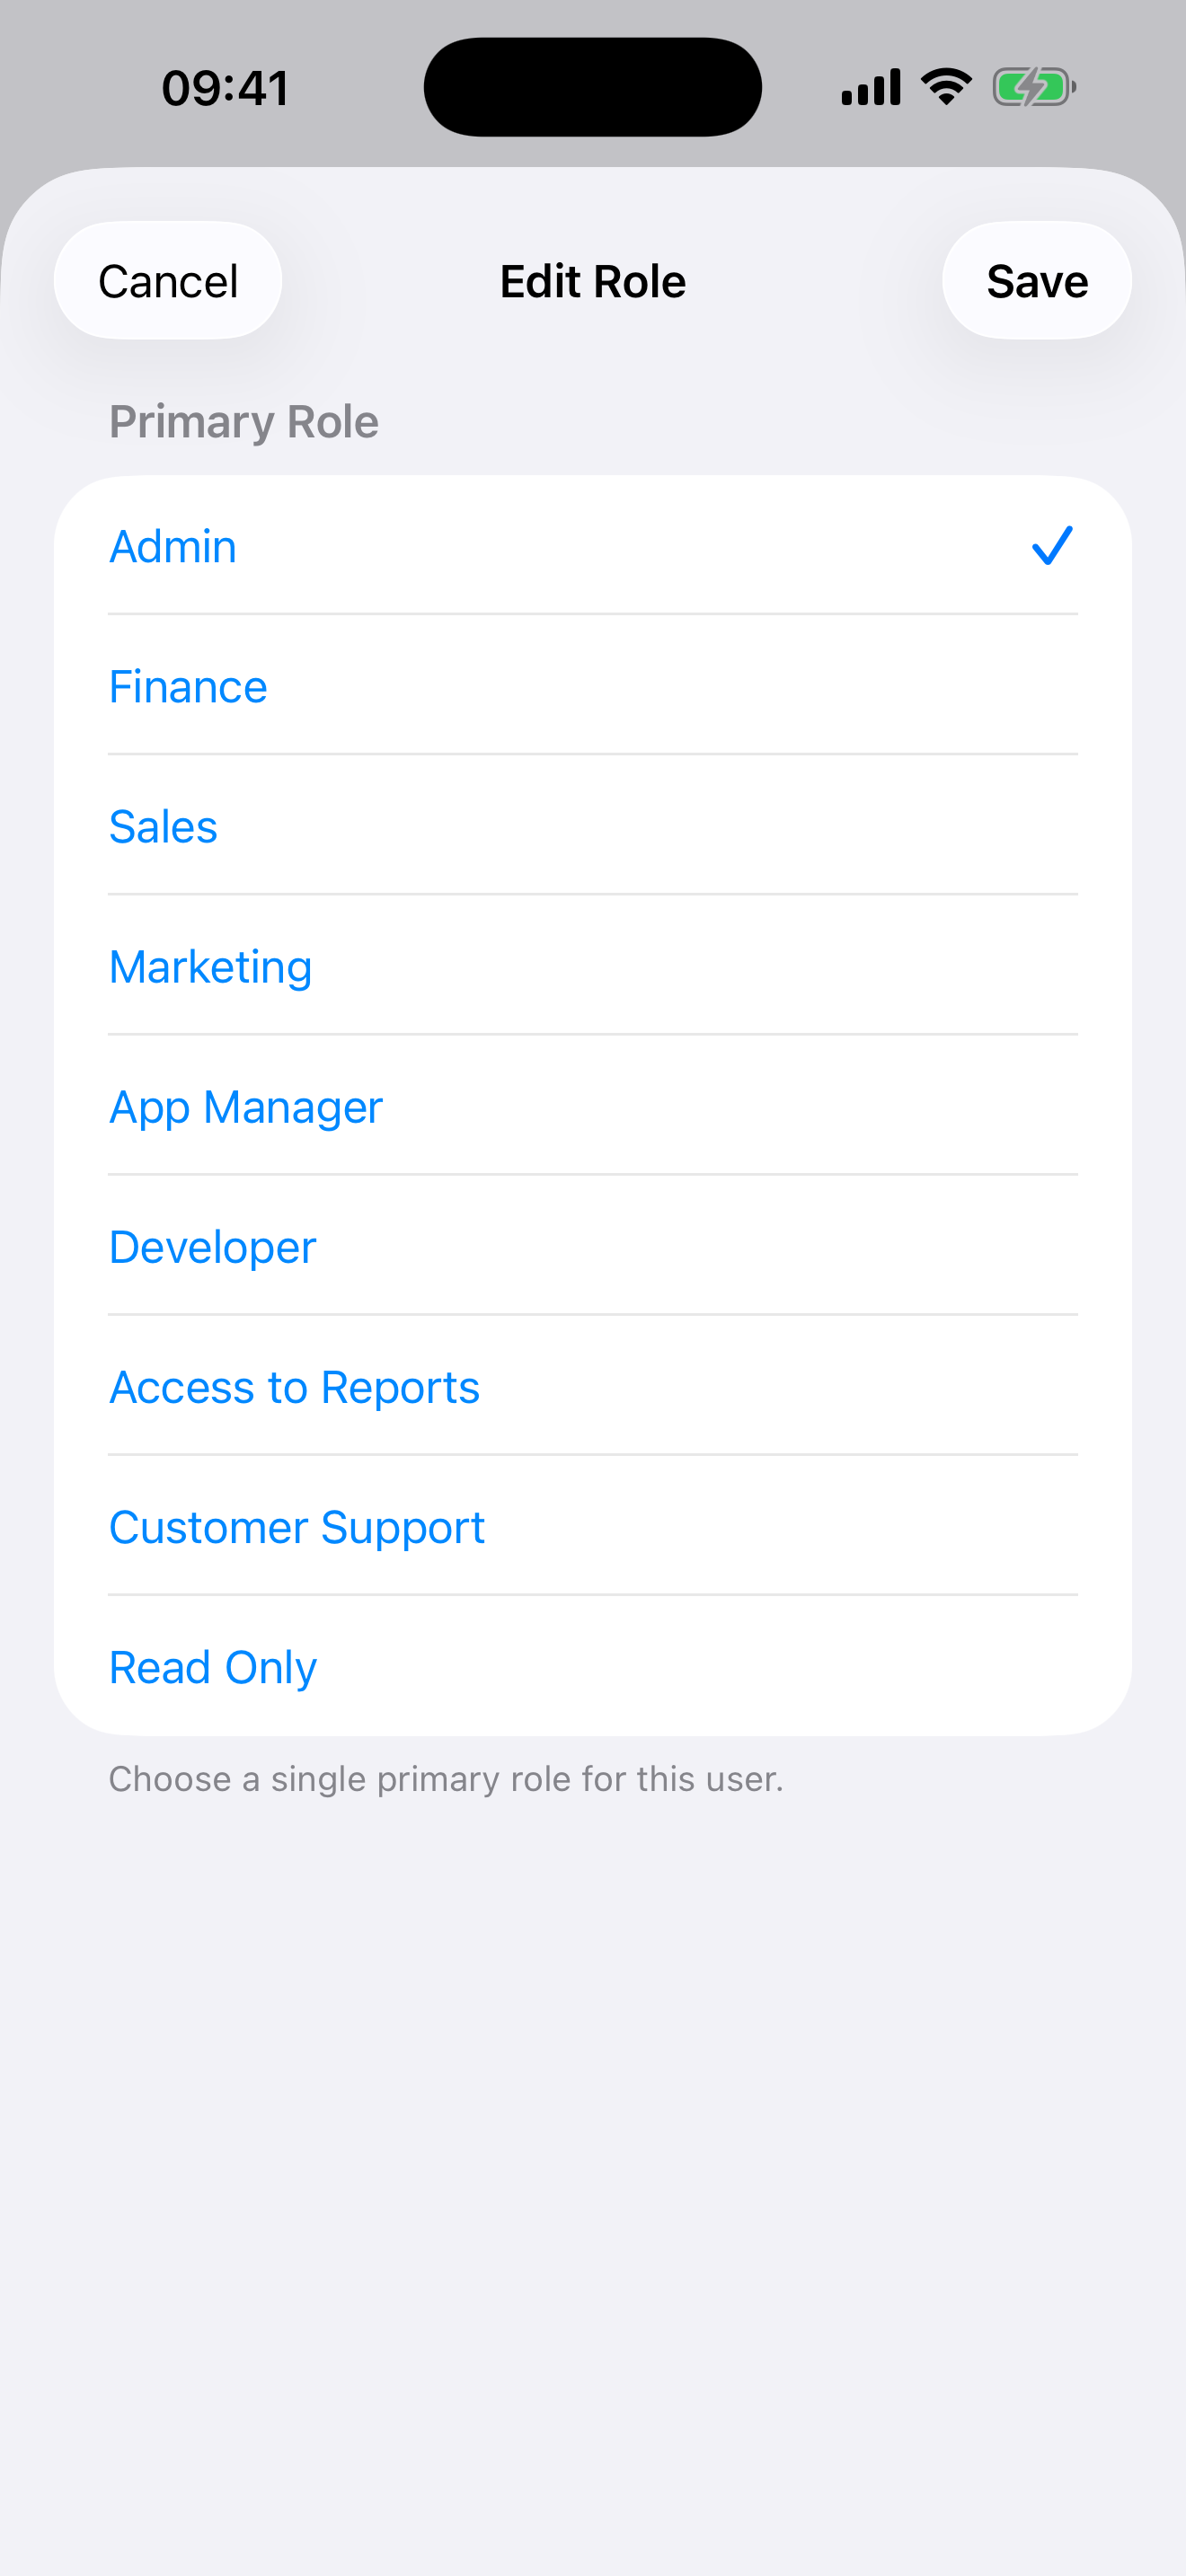 09:41
Cancel
Edit Role
Save
Primary Role
Admin
Finance
Sales
Marketing
App Manager
Developer
Access to Reports
Customer Support
Read Only
Choose a single primary role for this user.